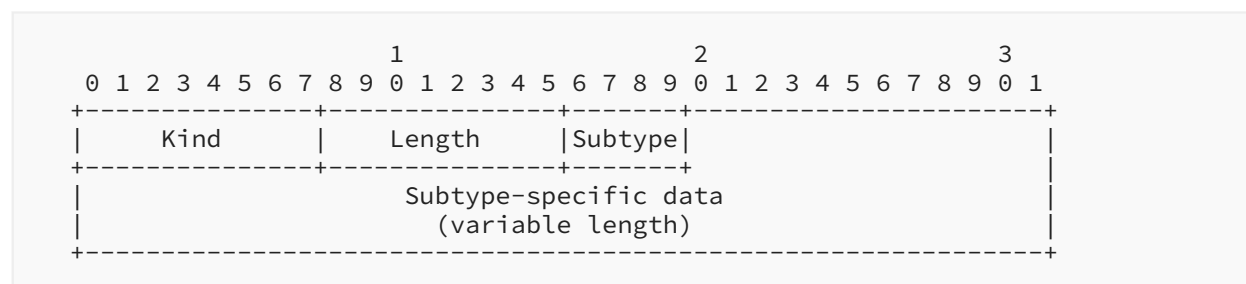 1                   2                   3
 0 1 2 3 4 5 6 7 8 9 0 1 2 3 4 5 6 7 8 9 0 1 2 3 4 5 6 7 8 9 0 1
+---------------+---------------+-------+-----------------------+
|     Kind      |    Length     |Subtype|                       |
+---------------+---------------+-------+                       |
|                     Subtype-specific data                     |
|                       (variable length)                       |
+---------------------------------------------------------------+